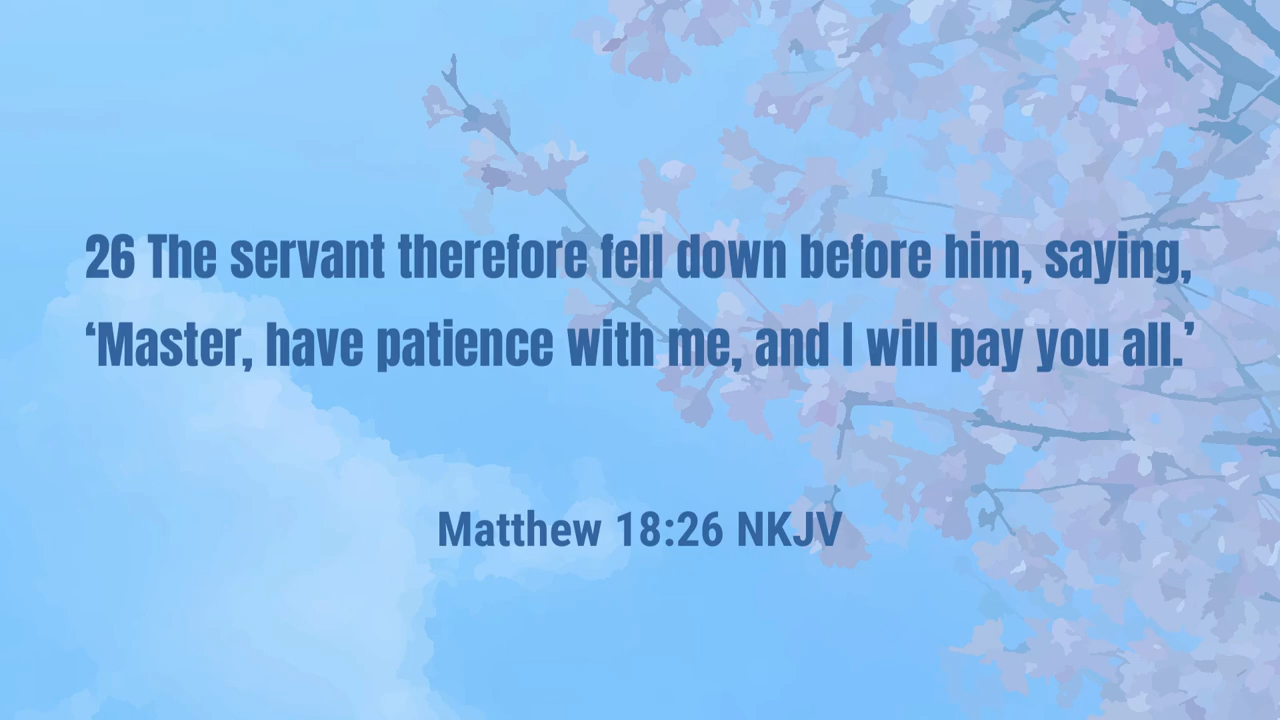 26 The servant therefore fell down before him, saying,
‘Master, have patience with me, and I will pay you all.’
Matthew 18:26 NKJV